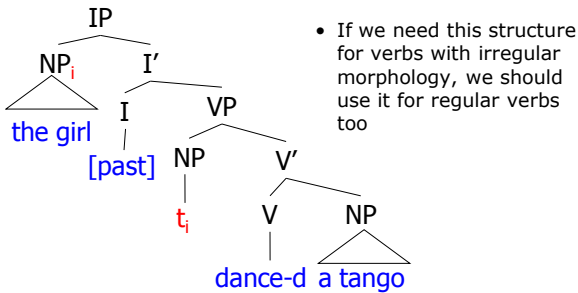 IP
NPi I’
the girl I VP
[past] NP V’
ti V NP
dance-d a tango
• If we need this structure
for verbs with irregular
morphology, we should
use it for regular verbs
too